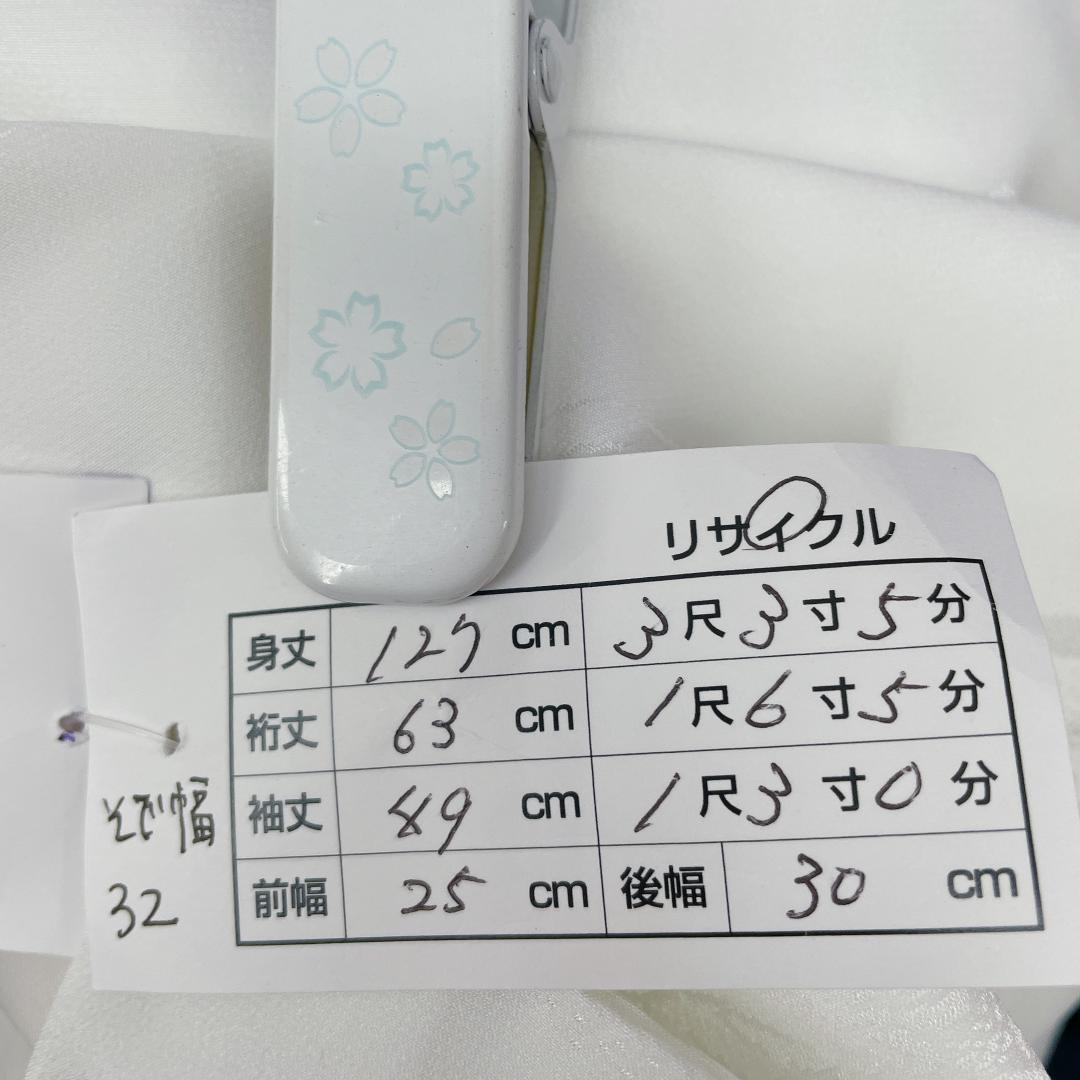 リサイクル
身丈 127 cm 3尺3寸5分
裄丈 63 cm 1尺6寸5分
袖丈 49 cm 1尺3寸0分
前幅 25 cm 後幅 30 cm
そで幅
32